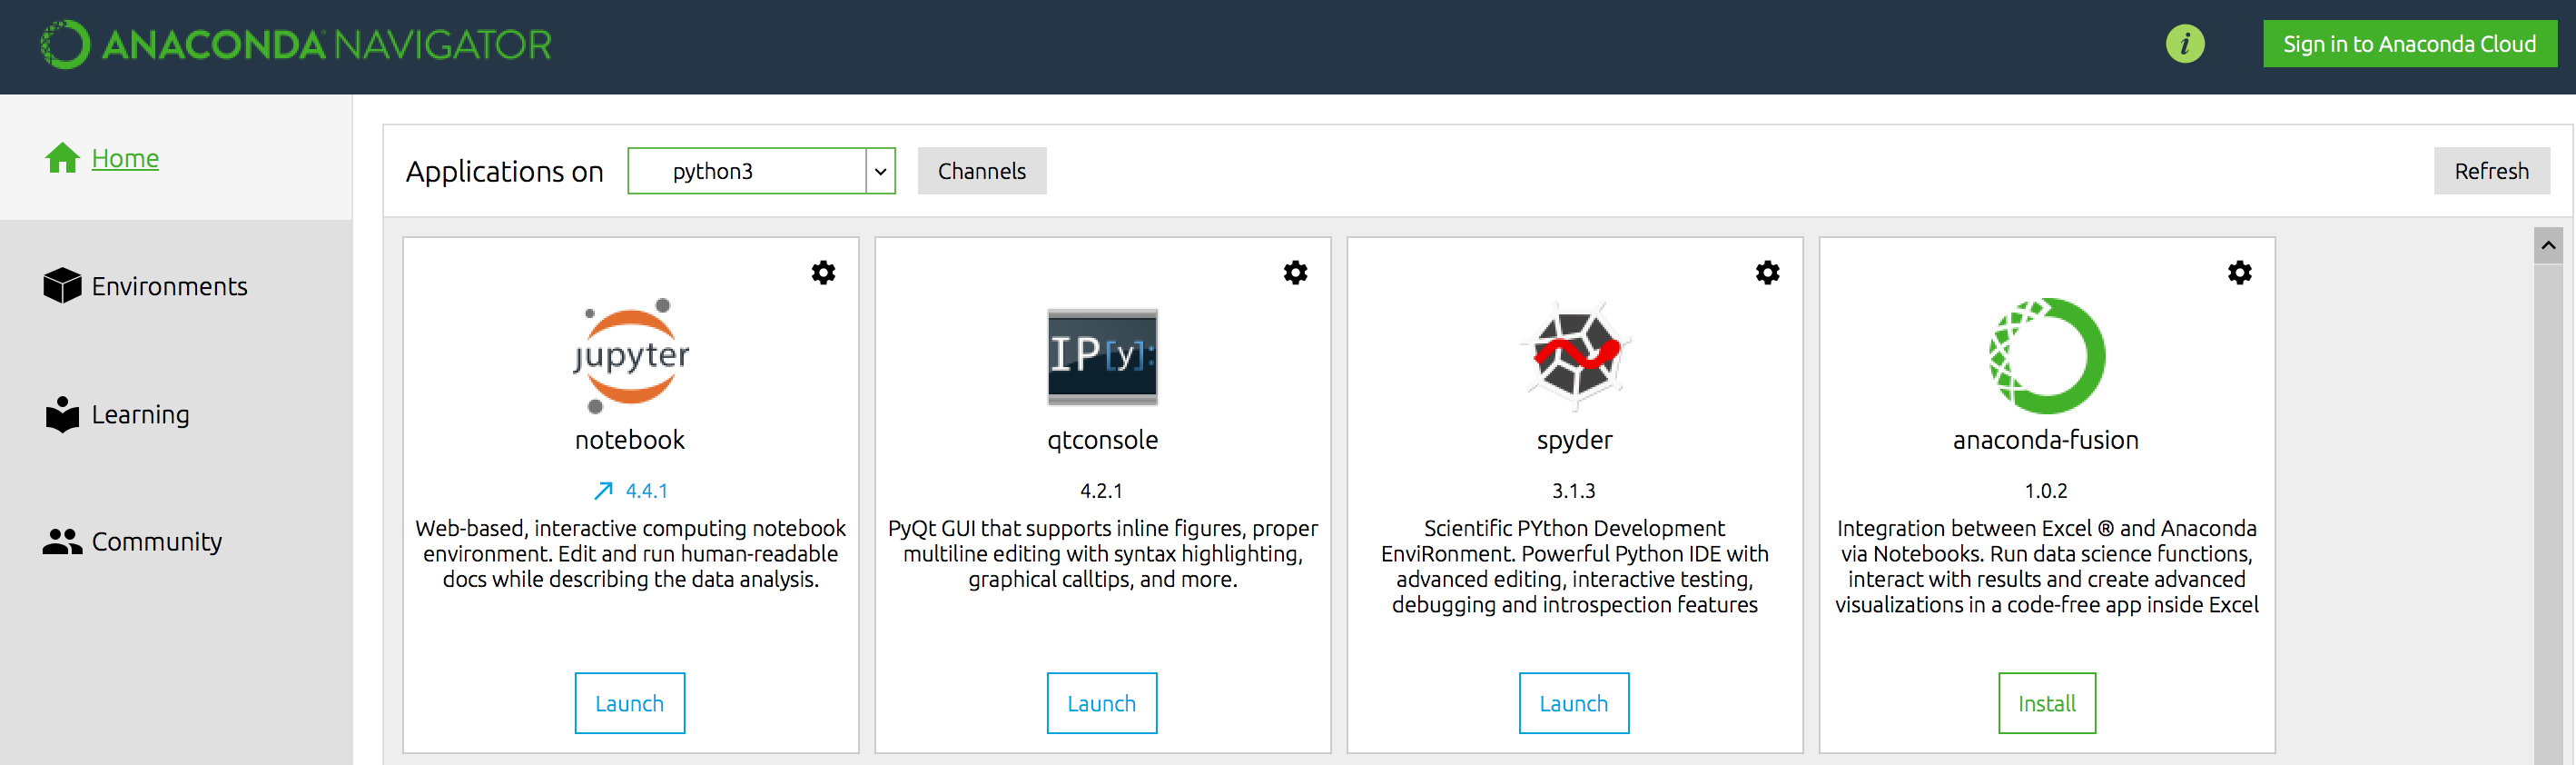 ANACONDA NAVIGATOR
i
Sign in to Anaconda Cloud
Home
Environments
Learning
Community
Applications on
python3
Channels
Refresh
jupyter
notebook
4.4.1
Web-based, interactive computing notebook
environment. Edit and run human-readable
docs while describing the data analysis.
Launch
IP[y]:
qtconsole
4.2.1
PyQt GUI that supports inline figures, proper
multiline editing with syntax highlighting,
graphical calltips, and more.
Launch
spyder
3.1.3
Scientific PYthon Development
EnviRonment. Powerful Python IDE with
advanced editing, interactive testing,
debugging and introspection features
Launch
anaconda-fusion
1.0.2
Integration between Excel ® and Anaconda
via Notebooks. Run data science functions,
interact with results and create advanced
visualizations in a code-free app inside Excel
Install